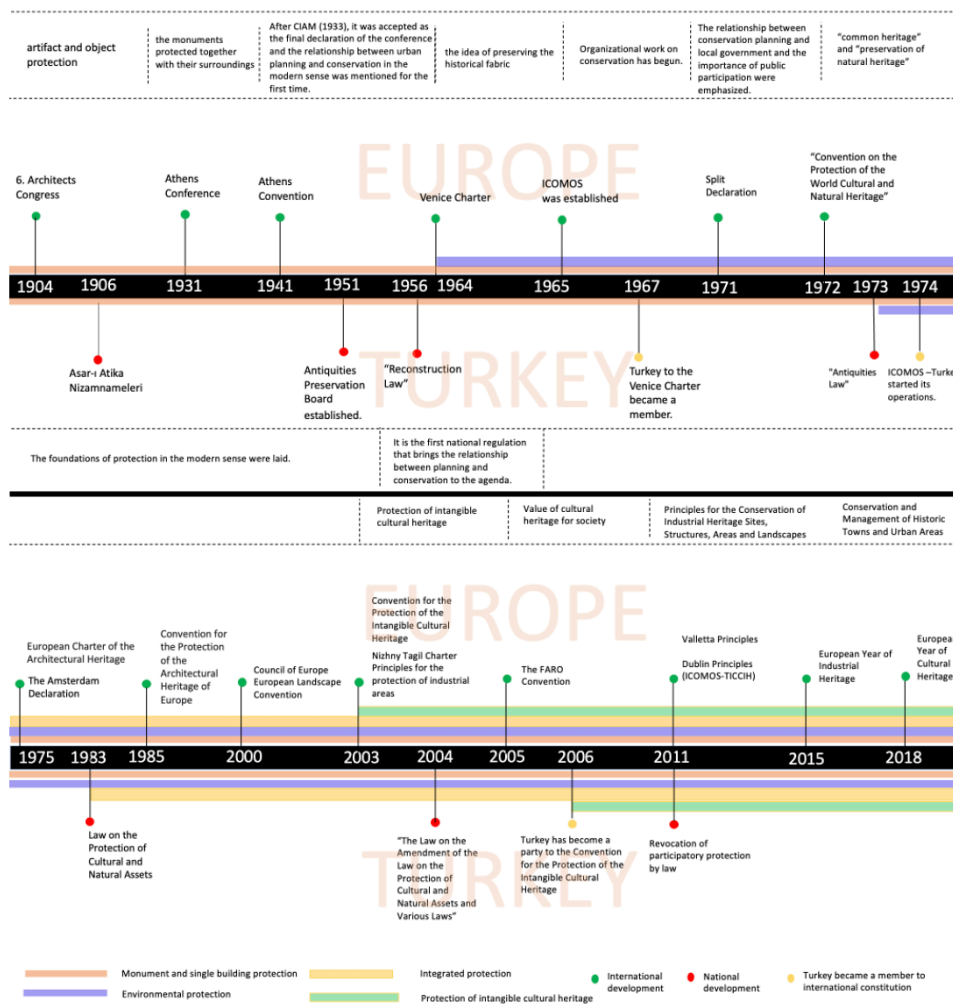 artifact and object
protection
the monuments
protected together
with their surroundings
After CIAM (1933), it was accepted as
the final declaration of the conference
and the relationship between urban
planning and conservation in the
modern sense was mentioned for the
first time.
the idea of preserving the
historical fabric
Organizational work on
conservation has begun.
The relationship between
conservation planning and
local government and the
importance of public
participation were
emphasized.
“common heritage”
and “preservation of
natural heritage”
EUROPE
6. Architects
Congress
Athens
Conference
Athens
Convention
Venice Charter
ICOMOS
was established
Split
Declaration
“Convention on the
Protection of the
World Cultural and
Natural Heritage”
1904 1906 1931 1941 1951 1956 1964 1965 1967 1971 1972 1973 1974
TURKEY
Asar-ı Atika
Nizamnameleri
Antiquities
Preservation
Board
established.
“Reconstruction
Law”
Turkey to the
Venice Charter
became a
member.
"Antiquities
Law"
ICOMOS –Turke
started its
operations.
The foundations of protection in the modern sense were laid.
It is the first national regulation
that brings the relationship
between planning and
conservation to the agenda.
Protection of intangible
cultural heritage
Value of cultural
heritage for society
Principles for the Conservation of
Industrial Heritage Sites,
Structures, Areas and Landscapes
Conservation and
Management of Historic
Towns and Urban Areas
EUROPE
European Charter of the
Architectural Heritage
The Amsterdam
Declaration
Convention for
the Protection
of the
Architectural
Heritage of
Europe
Council of Europe
European Landscape
Convention
Convention for the
Protection of the
Intangible Cultural
Heritage
Nizhny Tagil Charter
Principles for the
protection of industrial
areas
The FARO
Convention
Valletta Principles
Dublin Principles
(ICOMOS-TICCIH)
European Year of
Industrial
Heritage
European
Year of
Cultural
Heritage
1975 1983 1985 2000 2003 2004 2005 2006 2011 2015 2018
TURKEY
Law on the
Protection of
Cultural and
Natural Assets
“The Law on the
Amendment of the
Law on the
Protection of
Cultural and
Natural Assets and
Various Laws”
Turkey has become a
party to the Convention
for the Protection of the
Intangible Cultural
Heritage
Revocation of
participatory protection
by law
Monument and single building protection
Environmental protection
Integrated protection
Protection of intangible cultural heritage
International
development
National
development
Turkey became a member to
international constitution